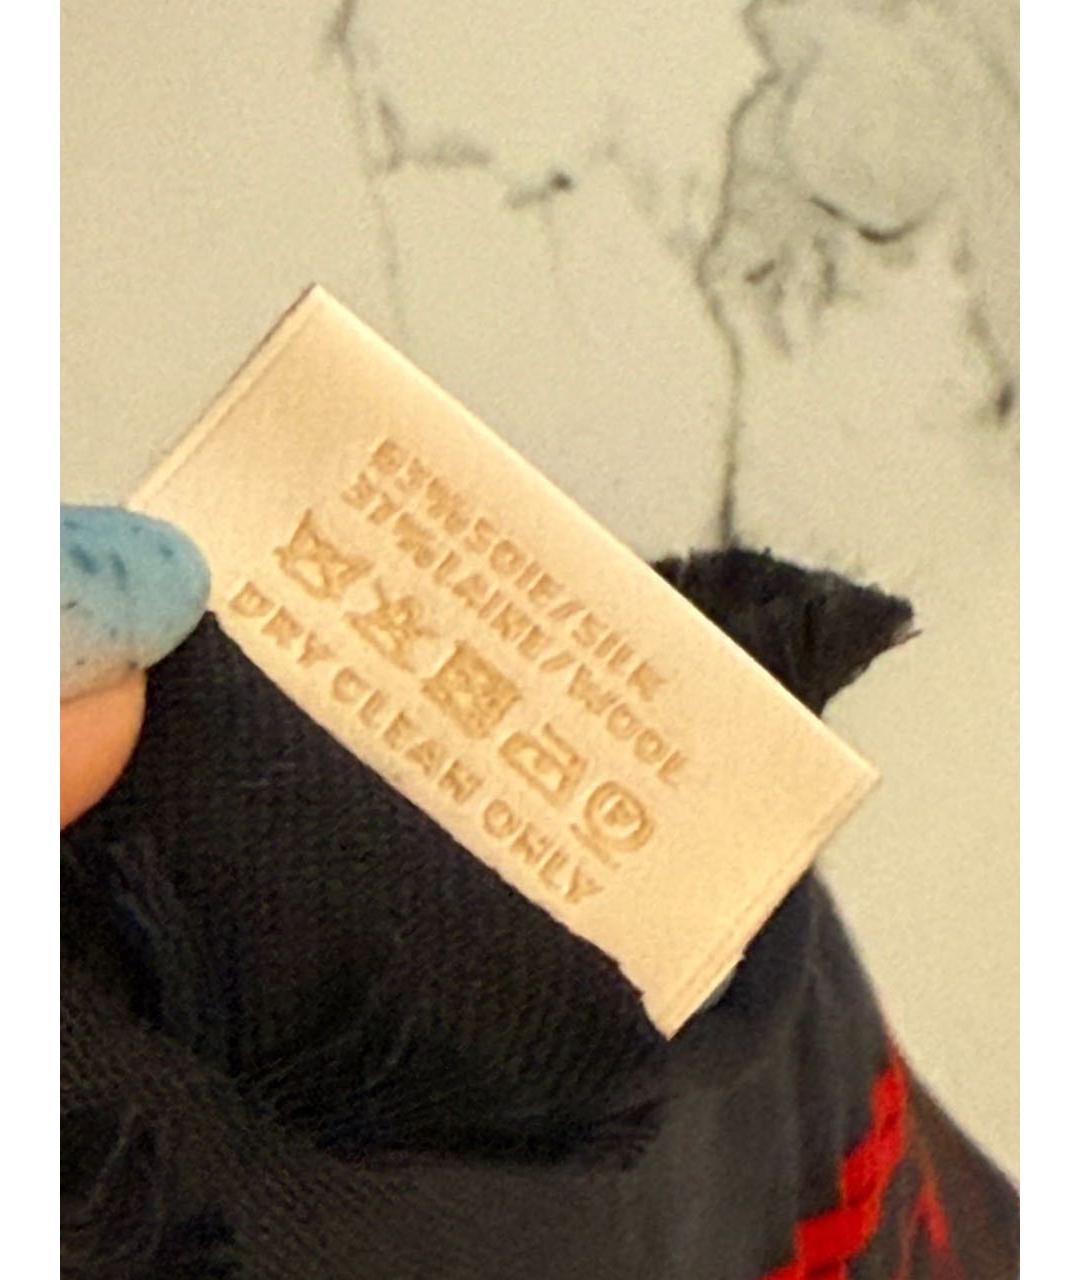 63% SOIE/SILK
37% LAINE/WOOL
P
DRY CLEAN ONLY